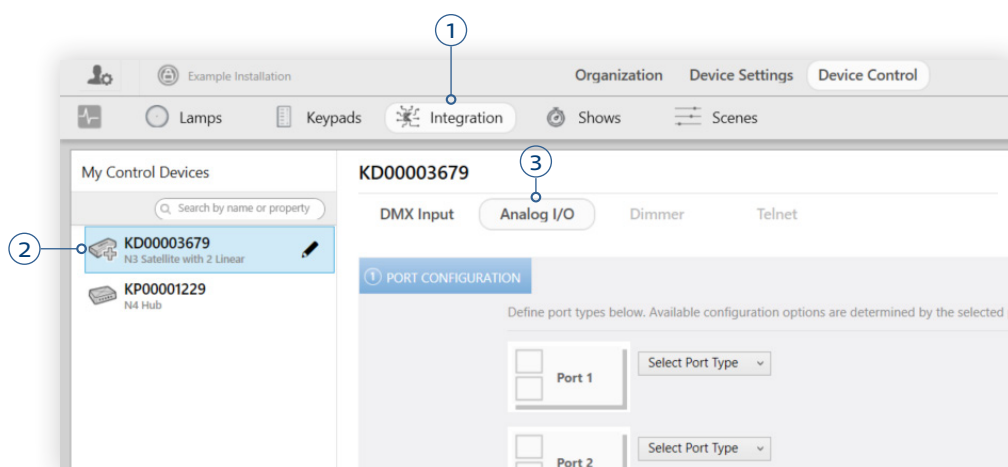 1
Example Installation
Organization Device Settings Device Control
Lamps Keypads Integration Shows Scenes
My Control Devices
Search by name or property
2
KD00003679
N3 Satellite with 2 Linear
KP00001229
N4 Hub
KD00003679
3
DMX Input Analog I/O Dimmer Telnet
1 PORT CONFIGURATION
Define port types below. Available configuration options are determined by the selected
Port 1 Select Port Type
Port 2 Select Port Type